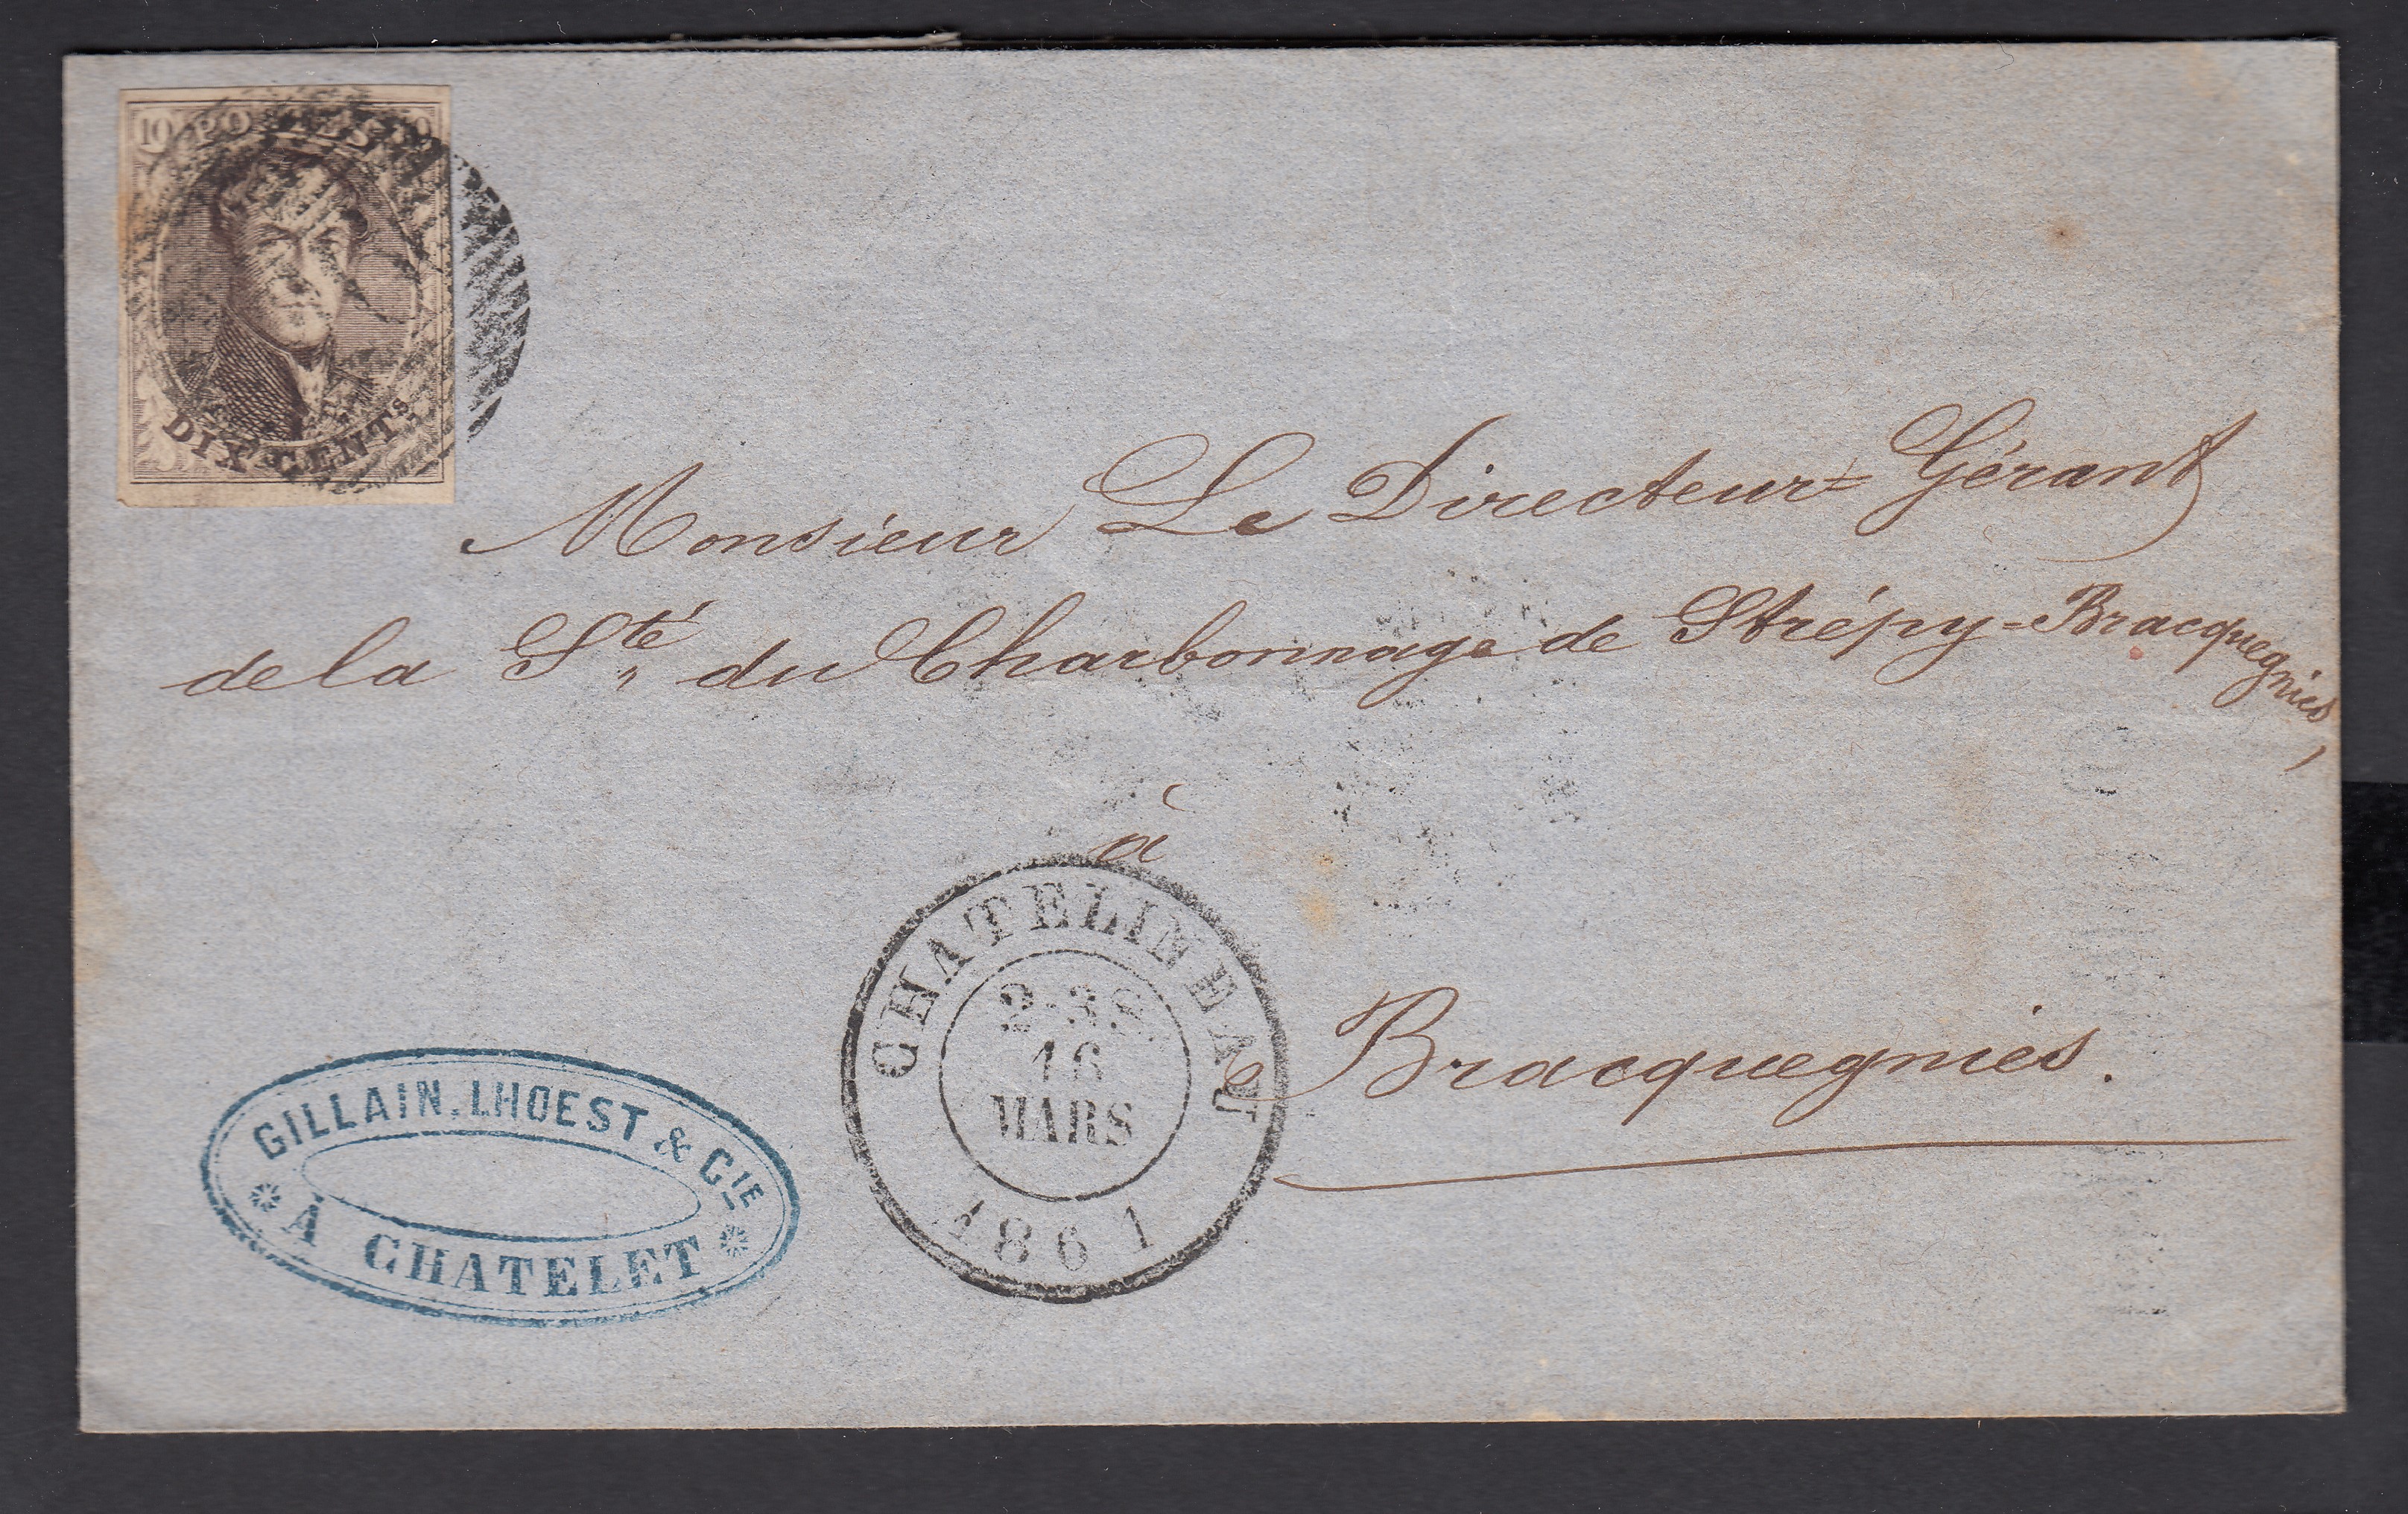 10 POSTES
DIX CENTs
Monsieur Le Directeur=Gérant
de la Sté du Charbonnage de Strépy-Bracquegnies,
à
Bracquegnies.
CHATELINEAU
16
MARS
1861
GILLAIN. LHOEST & CIE
À CHATELET